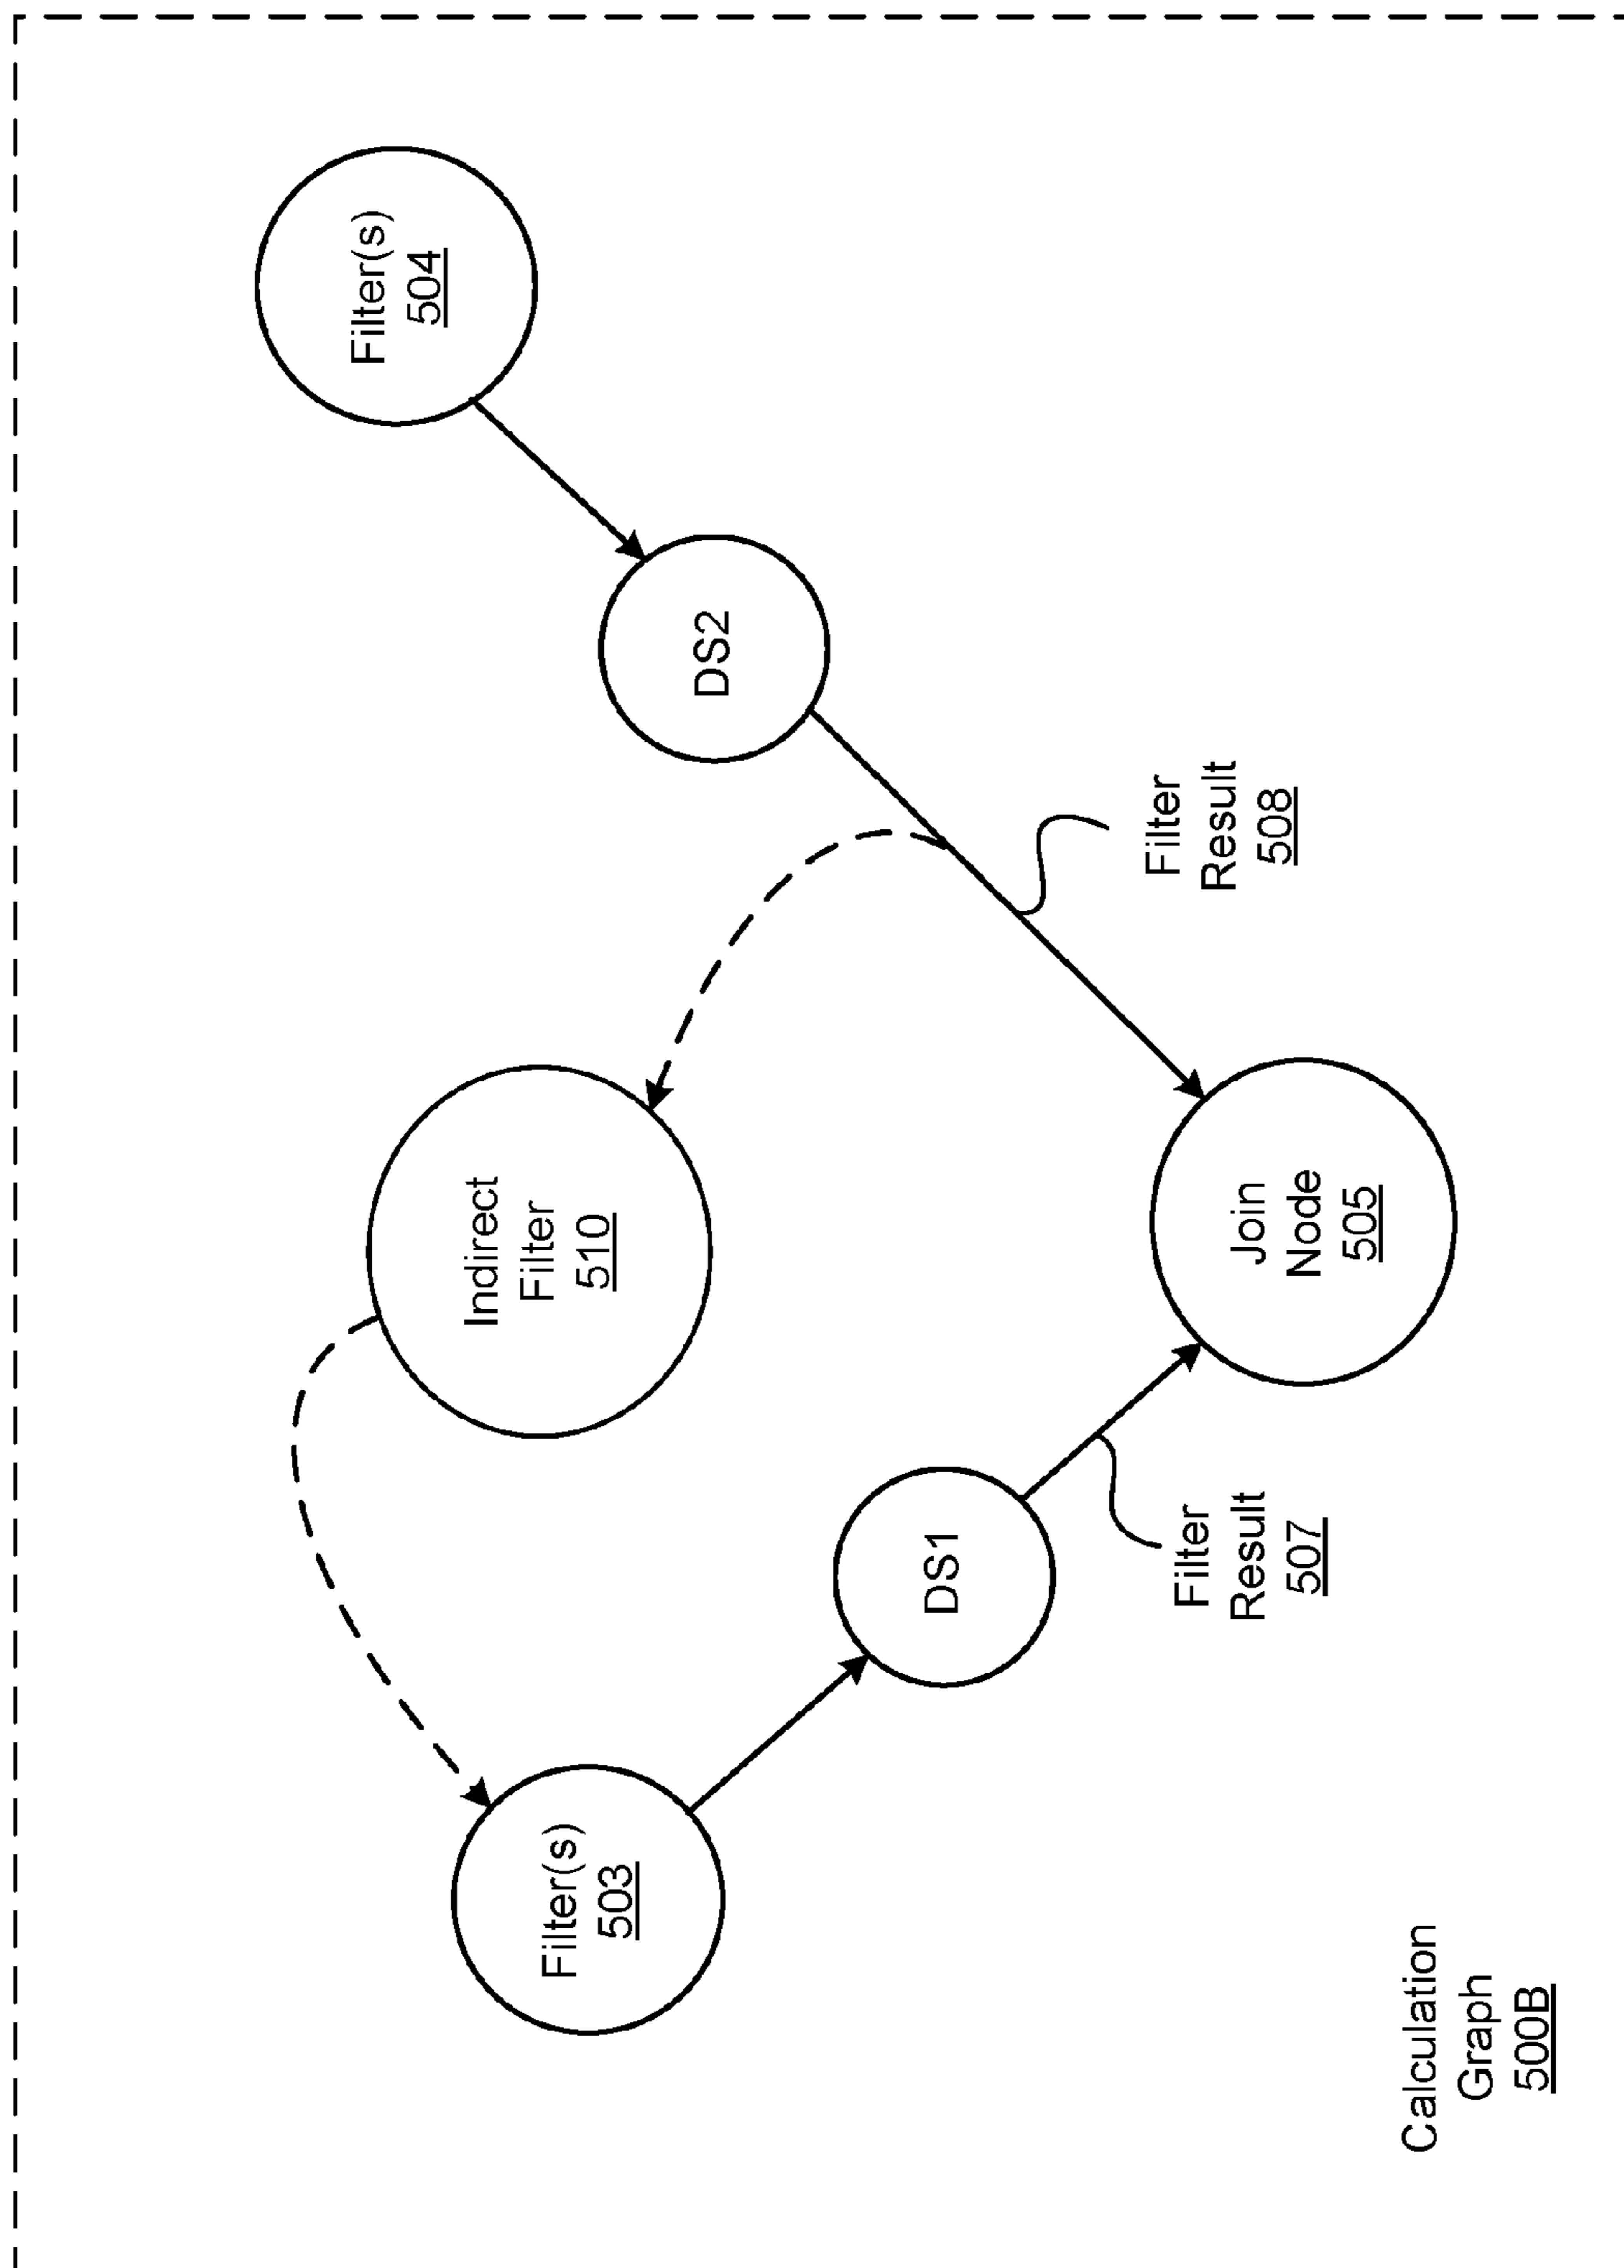 Filter(s)
503
Indirect
Filter
510
Filter(s)
504
DS1
DS2
Filter
Result
507
Join
Node
505
Filter
Result
508
Calculation
Graph
500B